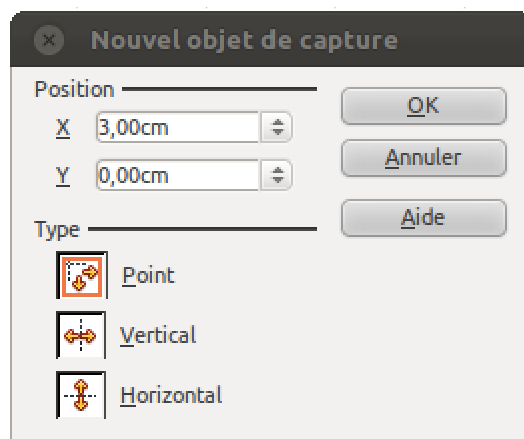 Nouvel objet de capture
Position
X 3,00cm
Y 0,00cm
Type
Point
Vertical
Horizontal
OK
Annuler
Aide